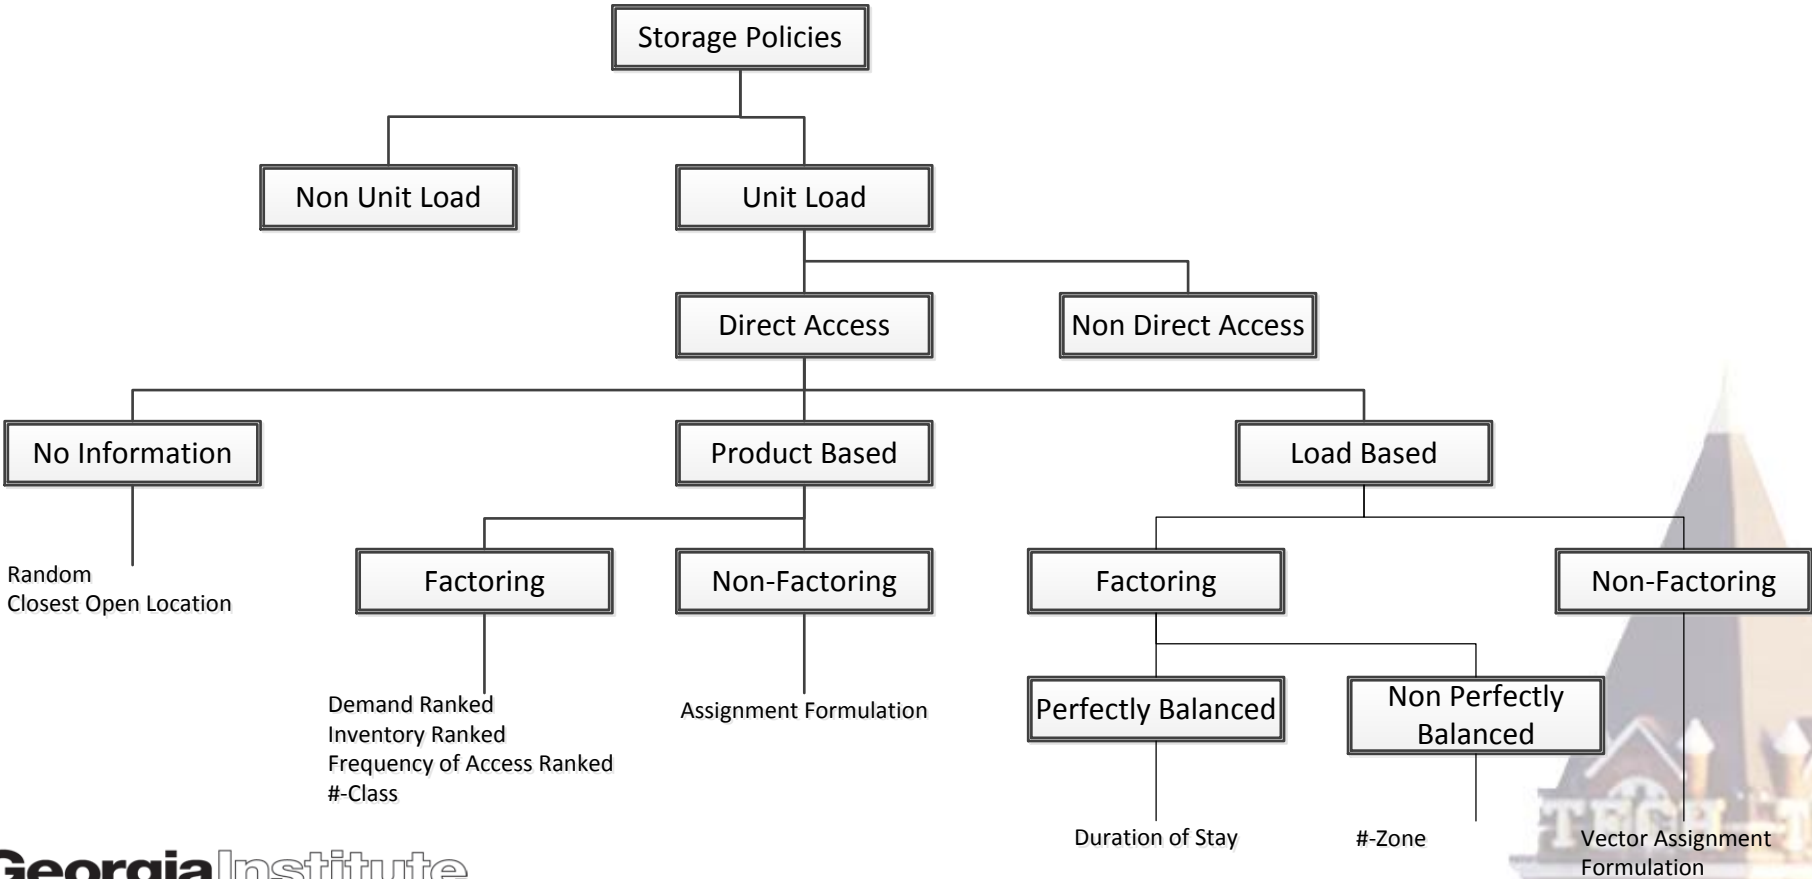 Storage Policies
Non Unit Load
Unit Load
Direct Access
Non Direct Access
No Information
Product Based
Load Based
Random
Closest Open Location
Factoring
Non-Factoring
Factoring
Non-Factoring
Demand Ranked
Inventory Ranked
Frequency of Access Ranked
#-Class
Assignment Formulation
Perfectly Balanced
Non Perfectly
Balanced
Duration of Stay
#-Zone
Vector Assignment
Formulation
TECH
Georgia Institute